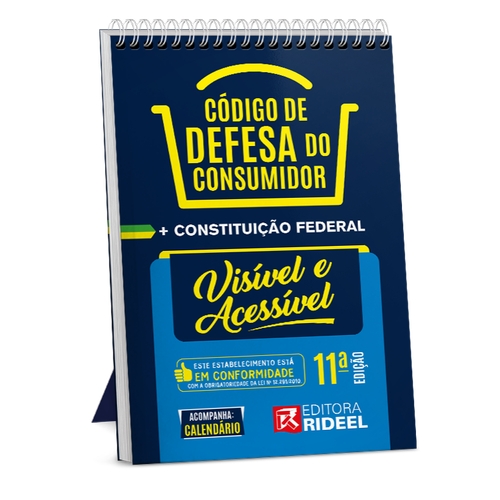 CÓDIGO DE
DEFESA DO
CONSUMIDOR
+ CONSTITUIÇÃO FEDERAL
Visível e
Acessível
ESTE ESTABELECIMENTO ESTÁ
EM CONFORMIDADE
COM A OBRIGATORIEDADE DA LEI Nº 12.291/2010
11ª
EDIÇÃO
ACOMPANHA:
CALENDÁRIO
EDITORA
RIDEEL